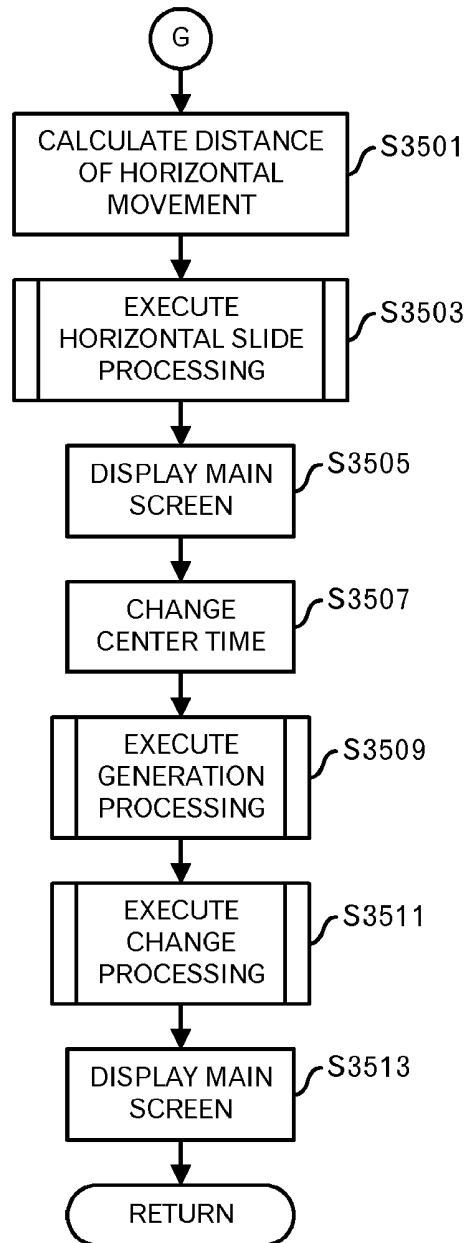 G
CALCULATE DISTANCE
OF HORIZONTAL
MOVEMENT
S3501
EXECUTE
HORIZONTAL SLIDE
PROCESSING
S3503
DISPLAY MAIN
SCREEN
S3505
CHANGE
CENTER TIME
S3507
EXECUTE
GENERATION
PROCESSING
S3509
EXECUTE
CHANGE
PROCESSING
S3511
DISPLAY MAIN
SCREEN
S3513
RETURN